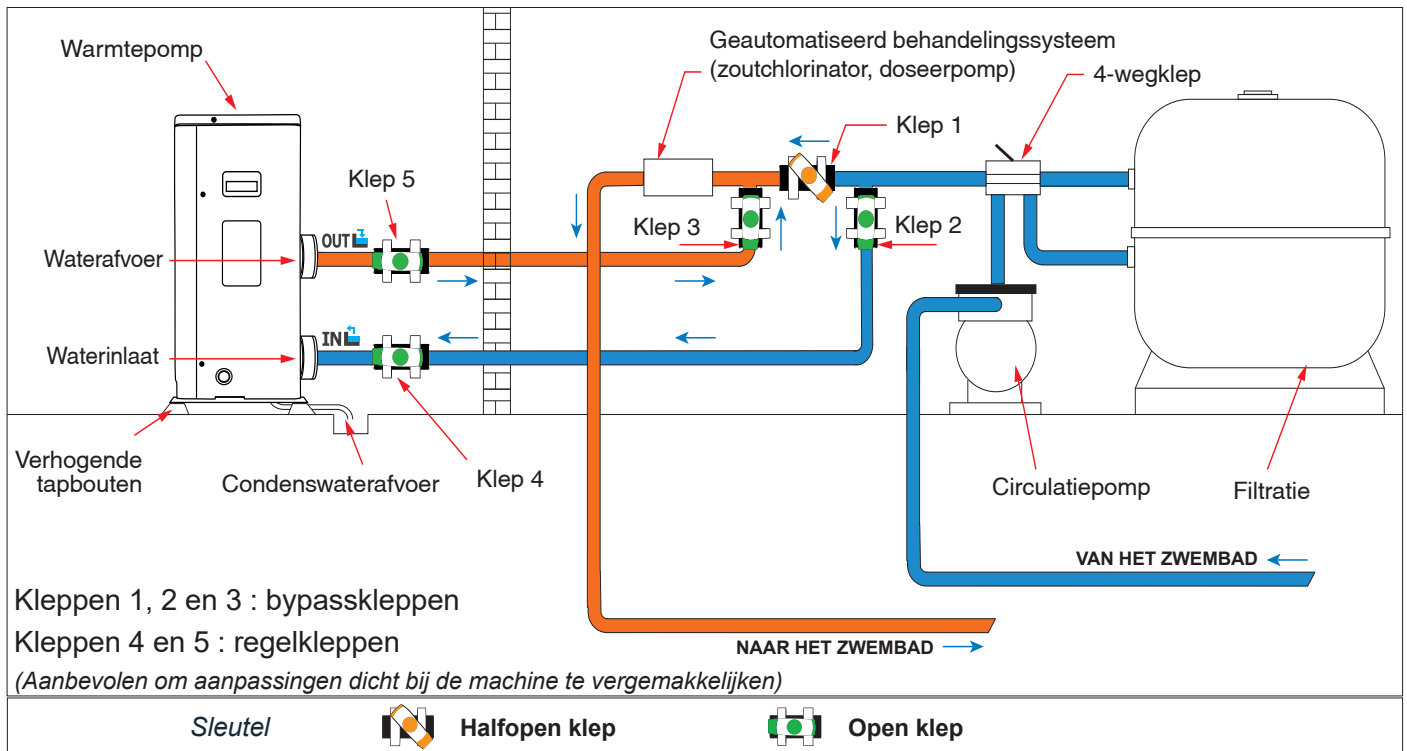 Warmtepomp
Geautomatiseerd behandelingssysteem
(zoutchlorinator, doseerpomp)
4-wegklep
Klep 1
Klep 5
Klep 3
Klep 2
OUT
Waterafvoer
IN
Waterinlaat
Verhogende
tapbouten
Condenswaterafvoer
Klep 4
Circulatiepomp
Filtratie
VAN HET ZWEMBAD
NAAR HET ZWEMBAD
Kleppen 1, 2 en 3 : bypasskleppen
Kleppen 4 en 5 : regelkleppen
(Aanbevolen om aanpassingen dicht bij de machine te vergemakkelijken)
Sleutel
Halfopen klep
Open klep